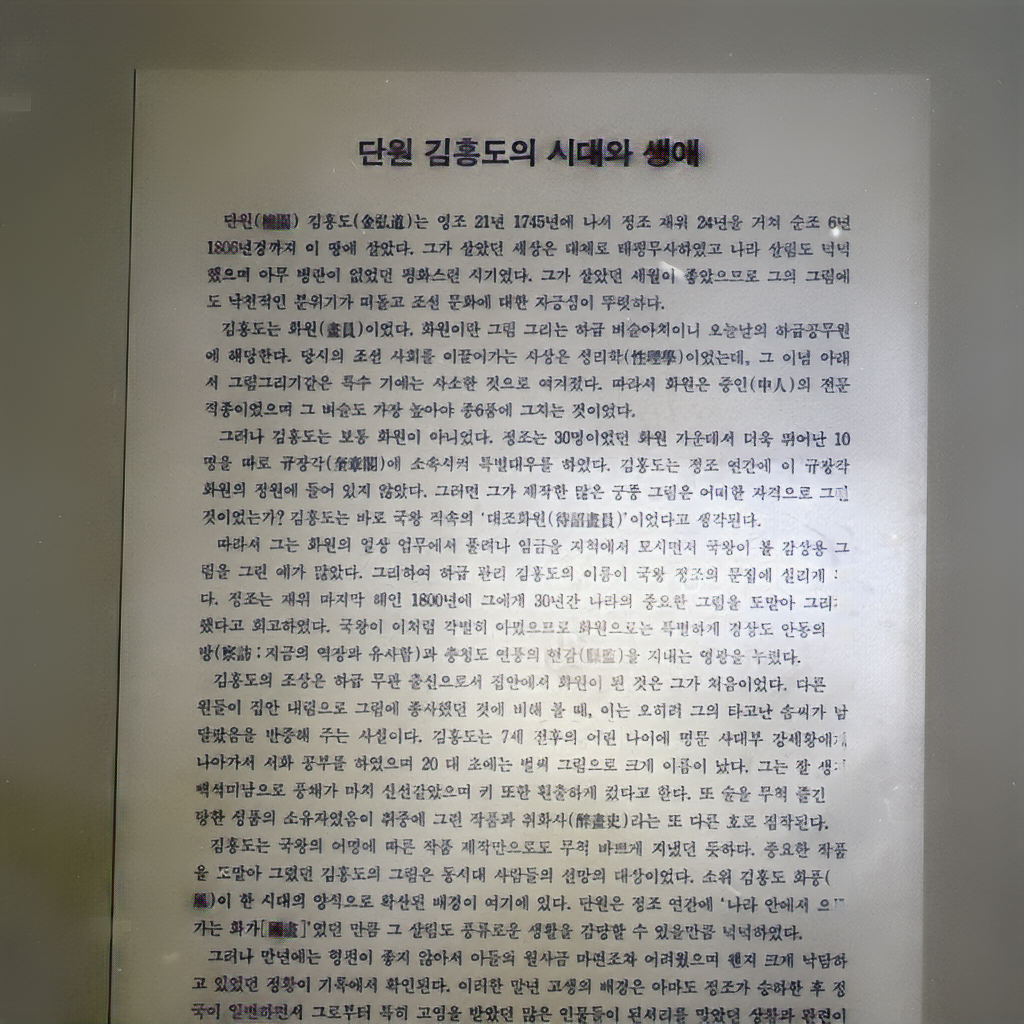 단원 김홍도의 시대와 생애
단원( ) 김홍도(金弘道)는 영조 21년 1745년에 나서 정조 재위 24년을 거쳐 순조 6년
1806년경까지 이 땅에 살았다. 그가 살았던 세상은 대체로 태평무사하였고 나라 살림도 넉넉
했으며 아무 병란이 없었던 평화스런 시기였다. 그가 살았던 세월이 좋았으므로 그의 그림에
도 낙천적인 분위기가 떠돌고 조선 문화에 대한 자긍심이 뚜렷하다.
김홍도는 화원(畫員)이었다. 화원이란 그림 그리는 하급 벼슬아치이니 오늘날의 하급공무원
에 해당한다. 당시의 조선 사회를 이끌어가는 사상은 성리학(性理學)이었는데, 그 이념 아래
서 그림그리기같은 특수 기예는 사소한 것으로 여겨졌다. 따라서 화원은 중인(中人)의 전문
직종이었으며 그 벼슬도 가장 높아야 종6품에 그치는 것이었다.
그러나 김홍도는 보통 화원이 아니었다. 정조는 30명이었던 화원 가운데서 더욱 뛰어난 10
명을 따로 규장각(奎章閣)에 소속시켜 특별대우를 하였다. 김홍도는 정조 연간에 이 규장각
화원의 정원에 들어 있지 않았다. 그러면 그가 제작한 많은 궁중 그림은 어떠한 자격으로 그린
것이었는가? 김홍도는 바로 국왕 직속의 '대조화원(待詔畫員)'이었다고 생각된다.
따라서 그는 화원의 일상 업무에서 풀려나 임금을 지척에서 모시면서 국왕이 볼 감상용 그
림을 그린 예가 많았다. 그리하여 하급 관리 김홍도의 이름이 국왕 정조의 문집에 실리게
다. 정조는 재위 마지막 해인 1800년에 그에게 30년간 나라의 중요한 그림을 도맡아 그리
했다고 회고하였다. 국왕이 이처럼 각별히 아꼈으므로 화원으로는 특별하게 경상도 안동의
방(察訪 : 지금의 역장과 유사함)과 충청도 연풍의 현감(縣監)을 지내는 영광을 누렸다.
김홍도의 조상은 하급 무관 출신으로서 집안에서 화원이 된 것은 그가 처음이었다. 다른
원들이 집안 내림으로 그림에 종사했던 것에 비해 볼 때, 이는 오히려 그의 타고난 솜씨가 남
달랐음을 반증해 주는 사실이다. 김홍도는 7세 전후의 어린 나이에 명문 사대부 강세황에게
나아가서 서화 공부를 하였으며 20 대 초에는 벌써 그림으로 크게 이름이 났다. 그는 잘 생
백석미남으로 풍채가 마치 신선같았으며 키 또한 훤출하게 컸다고 한다. 또 술을 무척 즐긴
탕한 성품의 소유자였음이 취중에 그린 작품과 취화사(醉畫史)라는 또 다른 호로 짐작된다.
김홍도는 국왕의 어명에 따른 작품 제작만으로도 무척 바쁘게 지냈던 듯하다. 중요한 작품
을 도맡아 그렸던 김홍도의 그림은 동시대 사람들의 선망의 대상이었다. 소위 김홍도 화풍(
)이 한 시대의 양식으로 확산된 배경이 여기에 있다. 단원은 정조 연간에 '나라 안에서 으
가는 화가[ ]'였던 만큼 그 살림도 풍류로운 생활을 감당할 수 있을만큼 넉넉하였다.
그러나 만년에는 형편이 좋지 않아서 아들의 월사금 마련조차 어려웠으며 왠지 크게 낙담하
고 있었던 정황이 기록에서 확인된다. 이러한 말년 고생의 배경은 아마도 정조가 승하한 후 정
국이 일변하면서 그로부터 특히 고임을 받았던 많은 인물들이 된서리를 맞았던 상황과 관련이